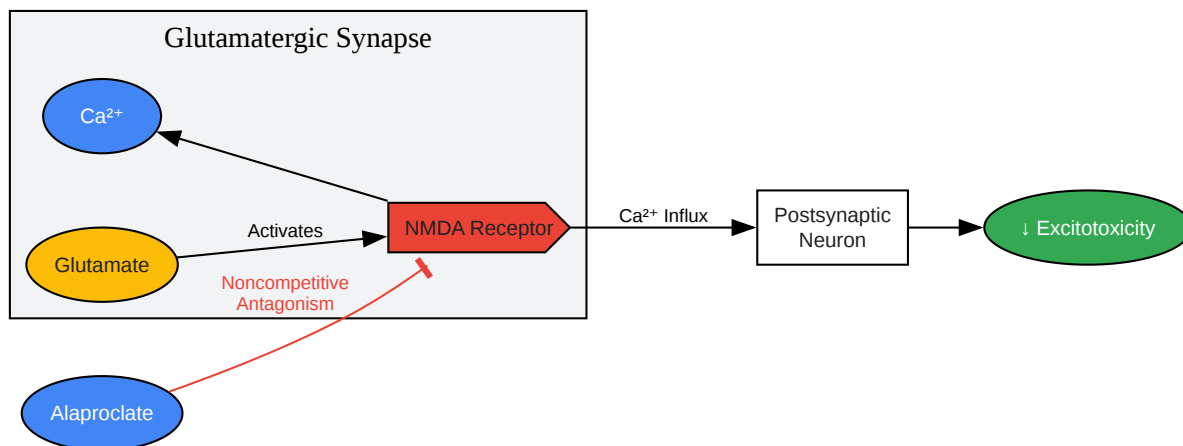 Glutamatergic Synapse
Ca²⁺
Activates
NMDA Receptor
Glutamate
Noncompetitive
Antagonism
Ca²⁺ Influx
Postsynaptic
Neuron
↓ Excitotoxicity
Alaproclate